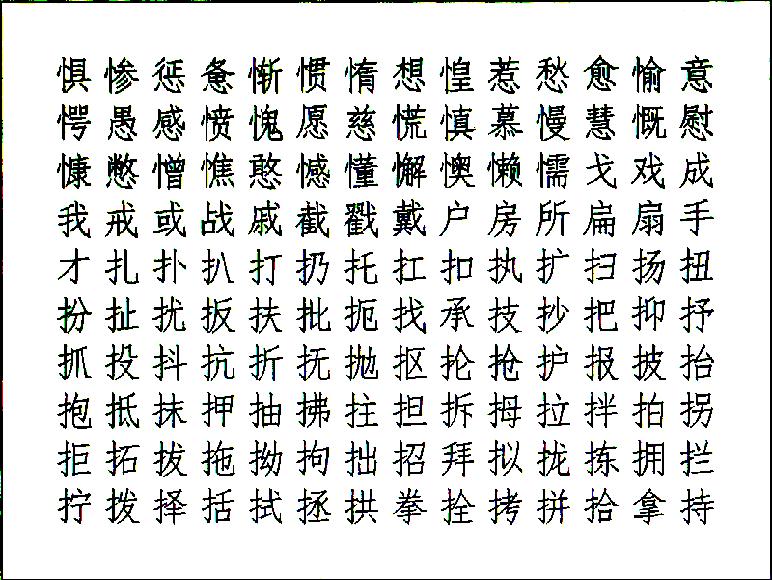 惧惨惩惫惭惯惰想惶惹愁愈愉意
愕愚感愤愧愿慈慌慎慕慢慧慨慰
慷憋憎憔憨憾懂懈懊懒懦戈戏成
我戒或战戚截戳戴户房所扁扇手
才扎扑扒打扔托扛扣执扩扫扬扭
扮扯扰扳扶批扼找承技抄把抑抒
抓投抖抗折抚抛抠抡抢护报披抬
抱抵抹押抽拂拄担拆拇拉拌拍拐
拒拓拔拖拗拘拙招拜拟拢拣拥拦
拧拨择括拭拯拱拳拴拷拼拾拿持